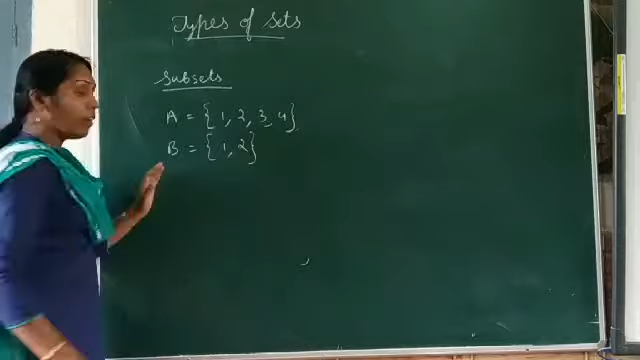 Types of Sets
Subsets
A = { 1, 2, 3, 4 }
B = { 1, 2 }